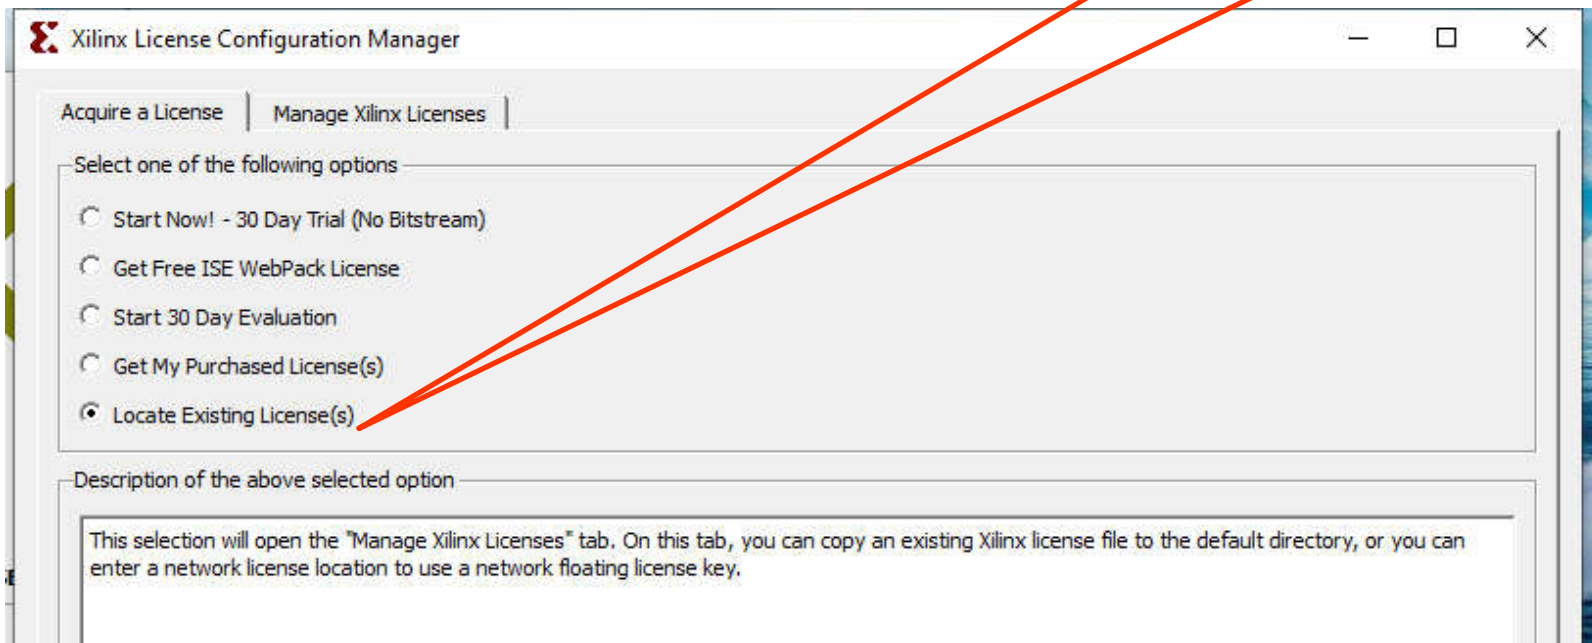 Xilinx License Configuration Manager
Acquire a License
Manage Xilinx Licenses
Select one of the following options
Start Now! - 30 Day Trial (No Bitstream)
Get Free ISE WebPack License
Start 30 Day Evaluation
Get My Purchased License(s)
Locate Existing License(s)
Description of the above selected option
This selection will open the "Manage Xilinx Licenses" tab. On this tab, you can copy an existing Xilinx license file to the default directory, or you can
enter a network license location to use a network floating license key.